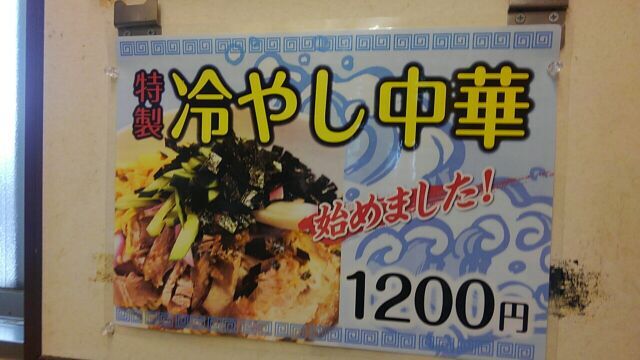 特製
冷やし中華
始めました!
1200円